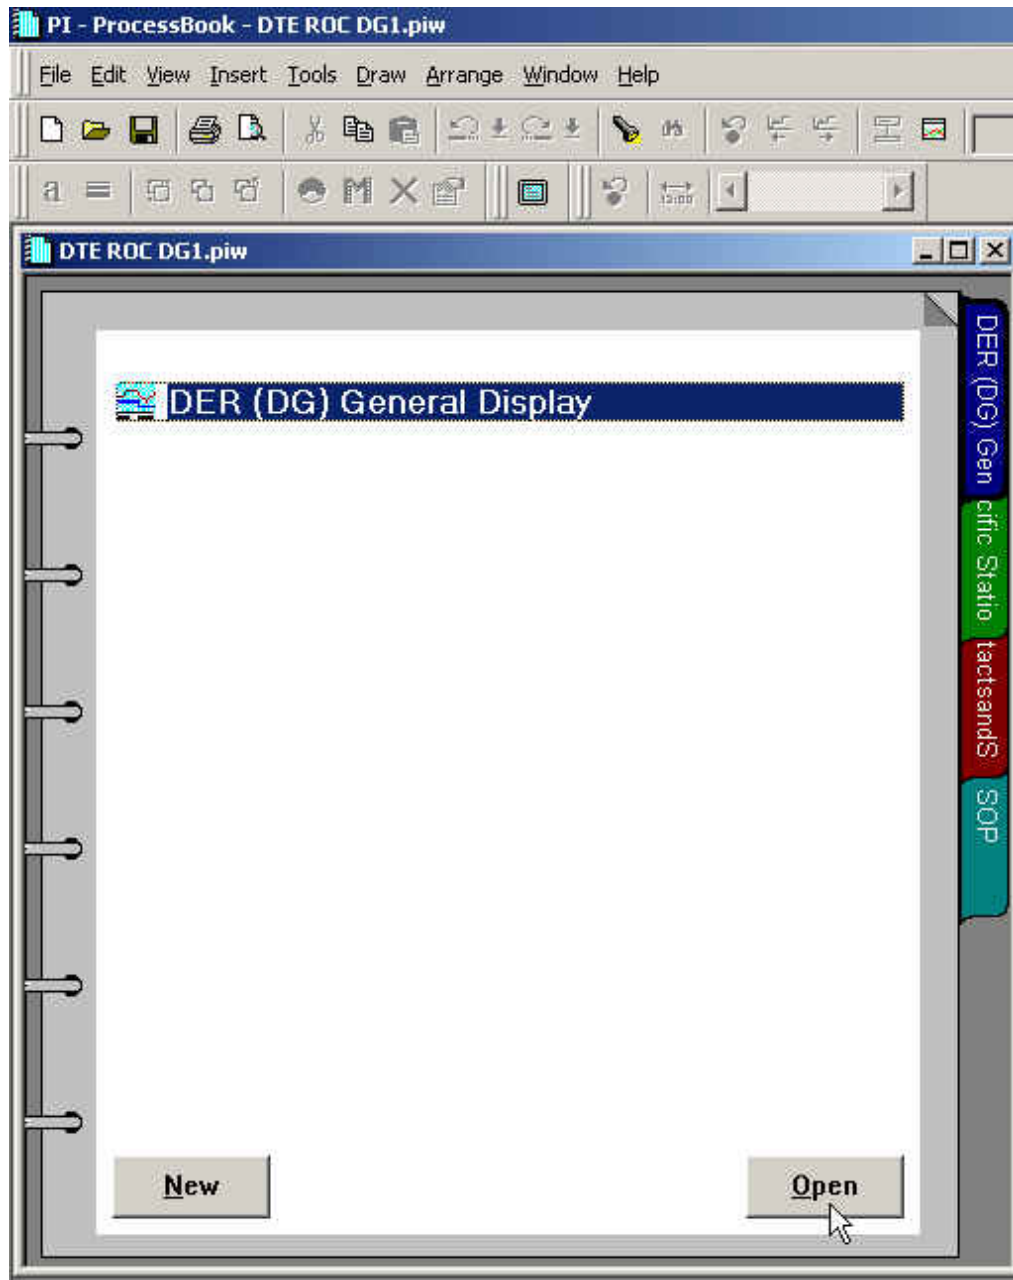 PI - ProcessBook - DTE ROC DG1.piw
File Edit View Insert Tools Draw Arrange Window Help
a
DTE ROC DG1.piw
DER (DG) General Display
DER (DG) Gen
cific Statio
tactsandS
SOP
New
Open